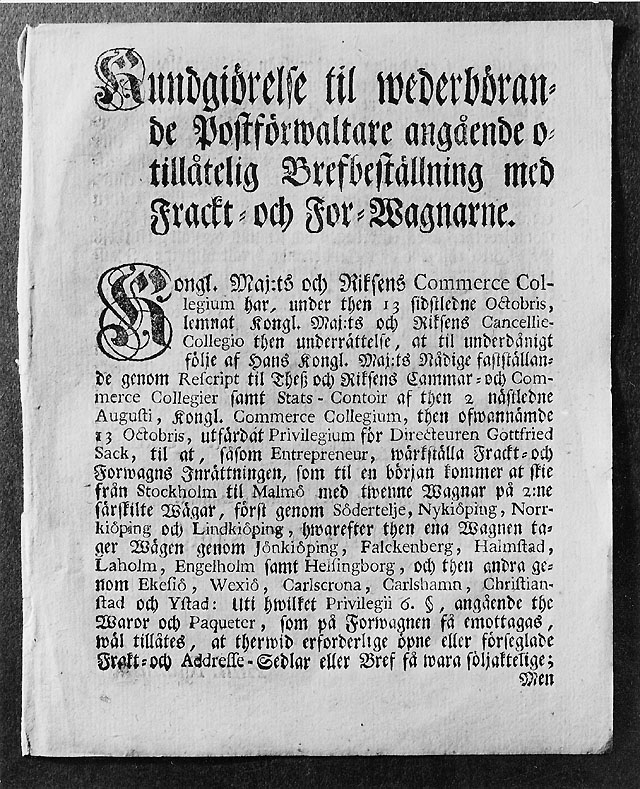 Kundgiörelse til wederböran-
de Postförwaltare angående o-
tillåtelig Brefbeställning med
Frackt- och For-Wagnarne.
Kongl. Maj:ts och Riksens Commerce Col-
legium har, under then 13 sidstledne Octobris,
lemnat Kongl. Maj:ts och Riksens Cancellie-
Collegio then underrättelse, at til underdånigt
följe af Hans Kongl. Maj:ts Nådige fastställan-
de genom Rescript til Theß och Riksens Cammar- och Com-
merce Collegier samt Stats-Contoir af then 2 nästledne
Augusti, Kongl. Commerce Collegium, then ofwannämde
13 Octobris, utfärdat Privilegium för Directeuren Gottfried
Sack, til at, såsom Entrepreneur, wärkställa Frackt- och
Forwagns Inrättningen, som til en början kommer at skie
från Stockholm til Malmö med twenne Wagnar på 2:ne
särskilte Wägar, först genom Södertelje, Nykiöping, Norr-
kiöping och Lindkiöping, hwarefter then ena Wagnen ta-
ger Wägen genom Jönkiöping, Falckenberg, Halmstad,
Laholm, Engelholm samt Helsingborg, och then andra ge-
nom Ekesiö, Wexiö, Carlscrona, Carlshamn, Christian-
stad och Ystad: Uti hwilket Privilegii 6. §, angående the
Waror och Paqueter, som på Forwagnen få emottagas,
wäl tillåtes, at therwid erforderlige öpne eller förseglade
Frakt- och Addresse-Sedlar eller Bref få wara följaktelige;
Men